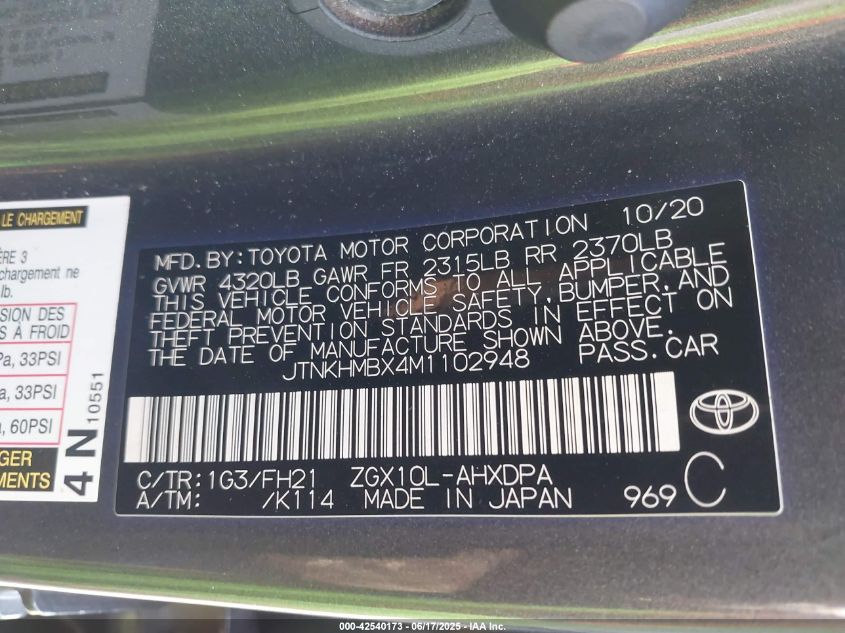 LE CHARGEMENT
ÈRE 3
chargement ne
lb.
SION DES
S À FROID
Pa, 33PSI
a, 33PSI
a, 60PSI
GER
EMENTS
4 N 10551
MFD. BY: TOYOTA MOTOR CORPORATION 10/20
GVWR 4320LB GAWR FR 2315LB RR 2370LB
THIS VEHICLE CONFORMS TO ALL APPLICABLE
FEDERAL MOTOR VEHICLE SAFETY, BUMPER, AND
THEFT PREVENTION STANDARDS IN EFFECT ON
THE DATE OF MANUFACTURE SHOWN ABOVE.
JTNKHMBX4M1102948 PASS. CAR
C/TR: 1G3/FH21 ZGX10L-AHXDPA
A/TM: /K114 MADE IN JAPAN 969 C
000-42540173 - 06/17/2025 - IAA Inc.